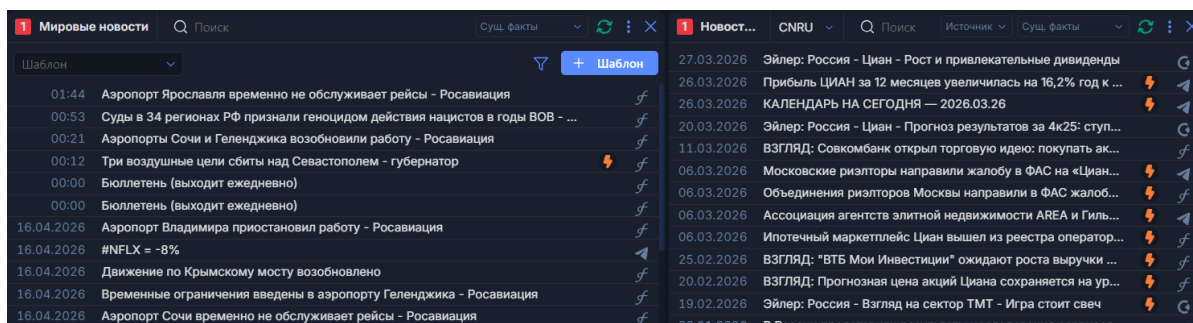 1 Мировые новости Поиск Сущ. факты
Шаблон + Шаблон
01:44 Аэропорт Ярославля временно не обслуживает рейсы - Росавиация
00:53 Суды в 34 регионах РФ признали геноцидом действия нацистов в годы ВОВ - ...
00:21 Аэропорты Сочи и Геленджика возобновили работу - Росавиация
00:12 Три воздушные цели сбиты над Севастополем - губернатор
00:00 Бюллетень (выходит ежедневно)
00:00 Бюллетень (выходит ежедневно)
16.04.2026 Аэропорт Владимира приостановил работу - Росавиация
16.04.2026 #NFLX = -8%
16.04.2026 Движение по Крымскому мосту возобновлено
16.04.2026 Временные ограничения введены в аэропорту Геленджика - Росавиация
16.04.2026 Аэропорт Сочи временно не обслуживает рейсы - Росавиация
1 Новост... CNRU Поиск Источник Сущ. факты
27.03.2026 Эйлер: Россия - Циан - Рост и привлекательные дивиденды
26.03.2026 Прибыль ЦИАН за 12 месяцев увеличилась на 16,2% год к ...
26.03.2026 КАЛЕНДАРЬ НА СЕГОДНЯ — 2026.03.26
20.03.2026 Эйлер: Россия - Циан - Прогноз результатов за 4к25: ступ...
11.03.2026 ВЗГЛЯД: Совкомбанк открыл торговую идею: покупать ак...
06.03.2026 Московские риэлторы направили жалобу в ФАС на «Циан...
06.03.2026 Объединения риэлторов Москвы направили в ФАС жалоб...
06.03.2026 Ассоциация агентств элитной недвижимости AREA и Гиль...
06.03.2026 Ипотечный маркетплейс Циан вышел из реестра оператор...
25.02.2026 ВЗГЛЯД: "ВТБ Мои Инвестиции" ожидают роста выручки ...
20.02.2026 ВЗГЛЯД: Прогнозная цена акций Циана сохраняется на ур...
19.02.2026 Эйлер: Россия - Взгляд на сектор ТМТ - Игра стоит свеч